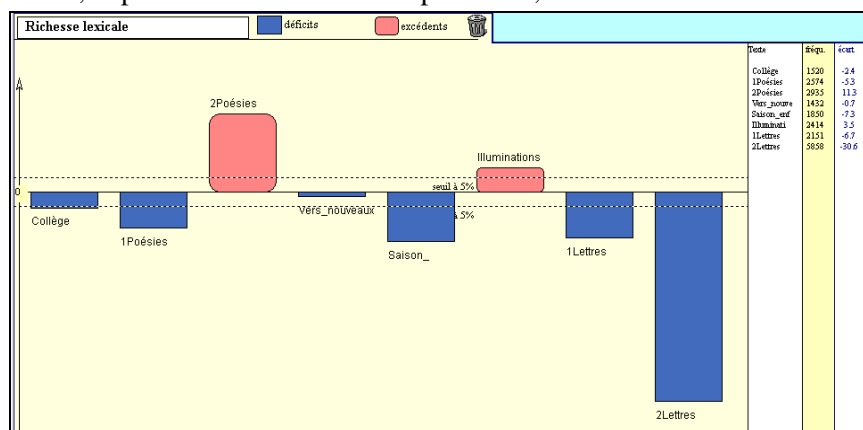 Richesse lexicale
déficits
excédents
Texte fréqu. écart
Collège 1520 -2.4
1Poésies 2574 -5.3
2Poésies 2935 11.3
Vers_nouve 1432 -0.7
Saison_enf 1850 -7.3
Illuminati 2414 3.5
1Lettres 2151 -6.7
2Lettres 5858 -30.6
2Poésies
Illuminations
seuil à 5%
0
Vers_nouveaux
à 5%
Collège
1Poésies
Saison_
1Lettres
2Lettres